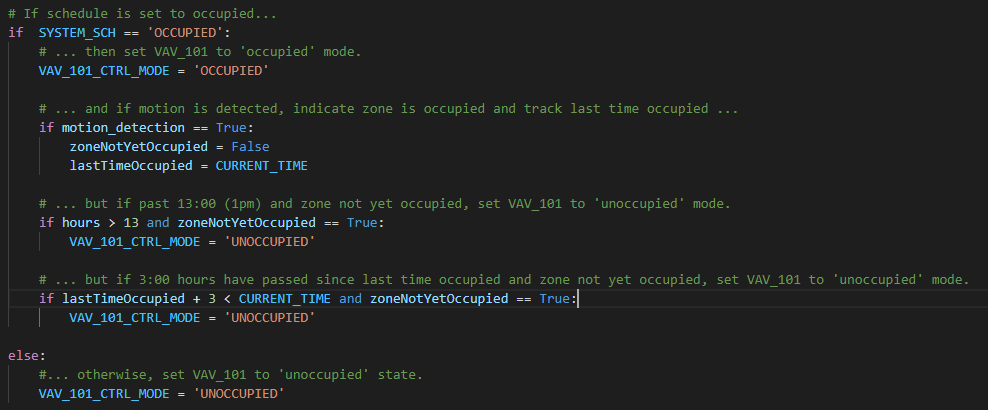 # If schedule is set to occupied...
if  SYSTEM_SCH == 'OCCUPIED':
    # ... then set VAV_101 to 'occupied' mode.
    VAV_101_CTRL_MODE = 'OCCUPIED'

    # ... and if motion is detected, indicate zone is occupied and track last time occupied ...
    if motion_detection == True:
        zoneNotYetOccupied = False
        lastTimeOccupied = CURRENT_TIME

    # ... but if past 13:00 (1pm) and zone not yet occupied, set VAV_101 to 'unoccupied' mode.
    if hours > 13 and zoneNotYetOccupied == True:
        VAV_101_CTRL_MODE = 'UNOCCUPIED'

    # ... but if 3:00 hours have passed since last time occupied and zone not yet occupied, set VAV_101 to 'unoccupied' mode.
    if lastTimeOccupied + 3 < CURRENT_TIME and zoneNotYetOccupied == True:
        VAV_101_CTRL_MODE = 'UNOCCUPIED'

else:
    #... otherwise, set VAV_101 to 'unoccupied' state.
    VAV_101_CTRL_MODE = 'UNOCCUPIED'